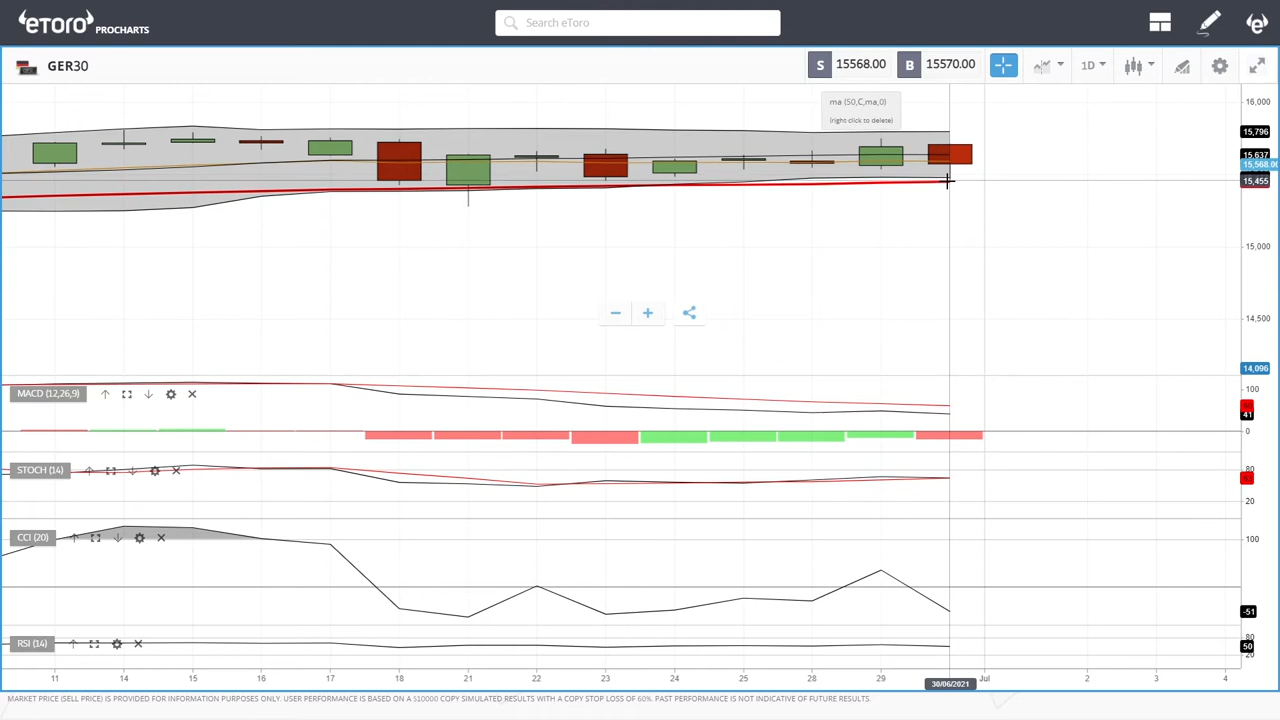 eToro PROCHARTS
Search eToro
GER30
S 15568.00 B 15570.00
1D
ma (50,C,ma,0)
(right click to delete)
16,000
15,796
15,637
15,568.00
15,455
15,000
14,500
14,096
MACD (12,26,9)
100
41
0
STOCH (14)
80
20
CCI (20)
100
-51
RSI (14)
80
50
20
11 14 15 16 17 18 21 22 23 24 25 28 29 30/06/2021 Jul 2 3 4
MARKET PRICE (SELL PRICE) IS PROVIDED FOR INFORMATION PURPOSES ONLY. USER PERFORMANCE IS BASED ON A $10000 COPY SIMULATED RESULTS WITH A COPY STOP LOSS OF 60%. PAST PERFORMANCE IS NOT INDICATIVE OF FUTURE RESULTS.